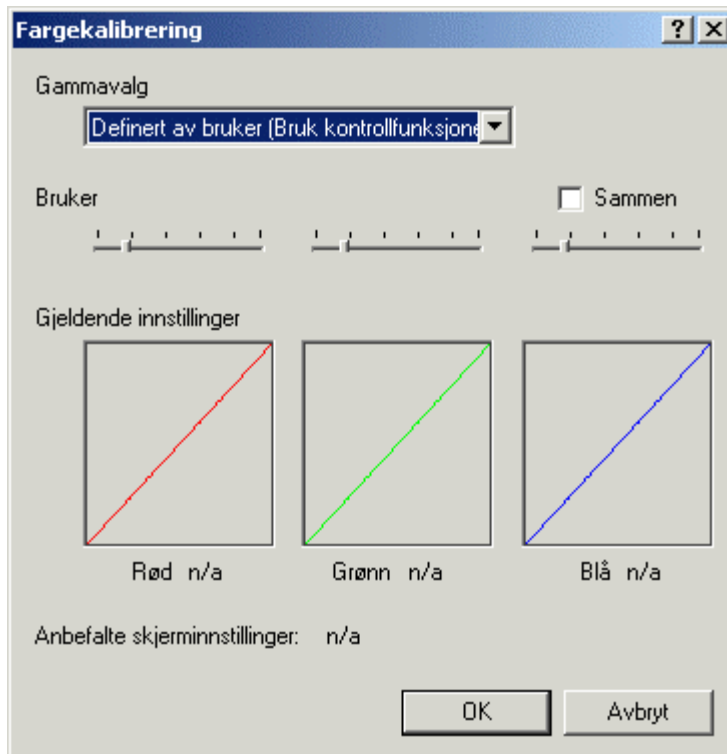 Fargekalibrering
Gammavalg
Definert av bruker (Bruk kontrollfunksjone
Bruker
Sammen
Gjeldende innstillinger
Rød n/a Grønn n/a Blå n/a
Anbefalte skjerminnstillinger: n/a
OK Avbryt